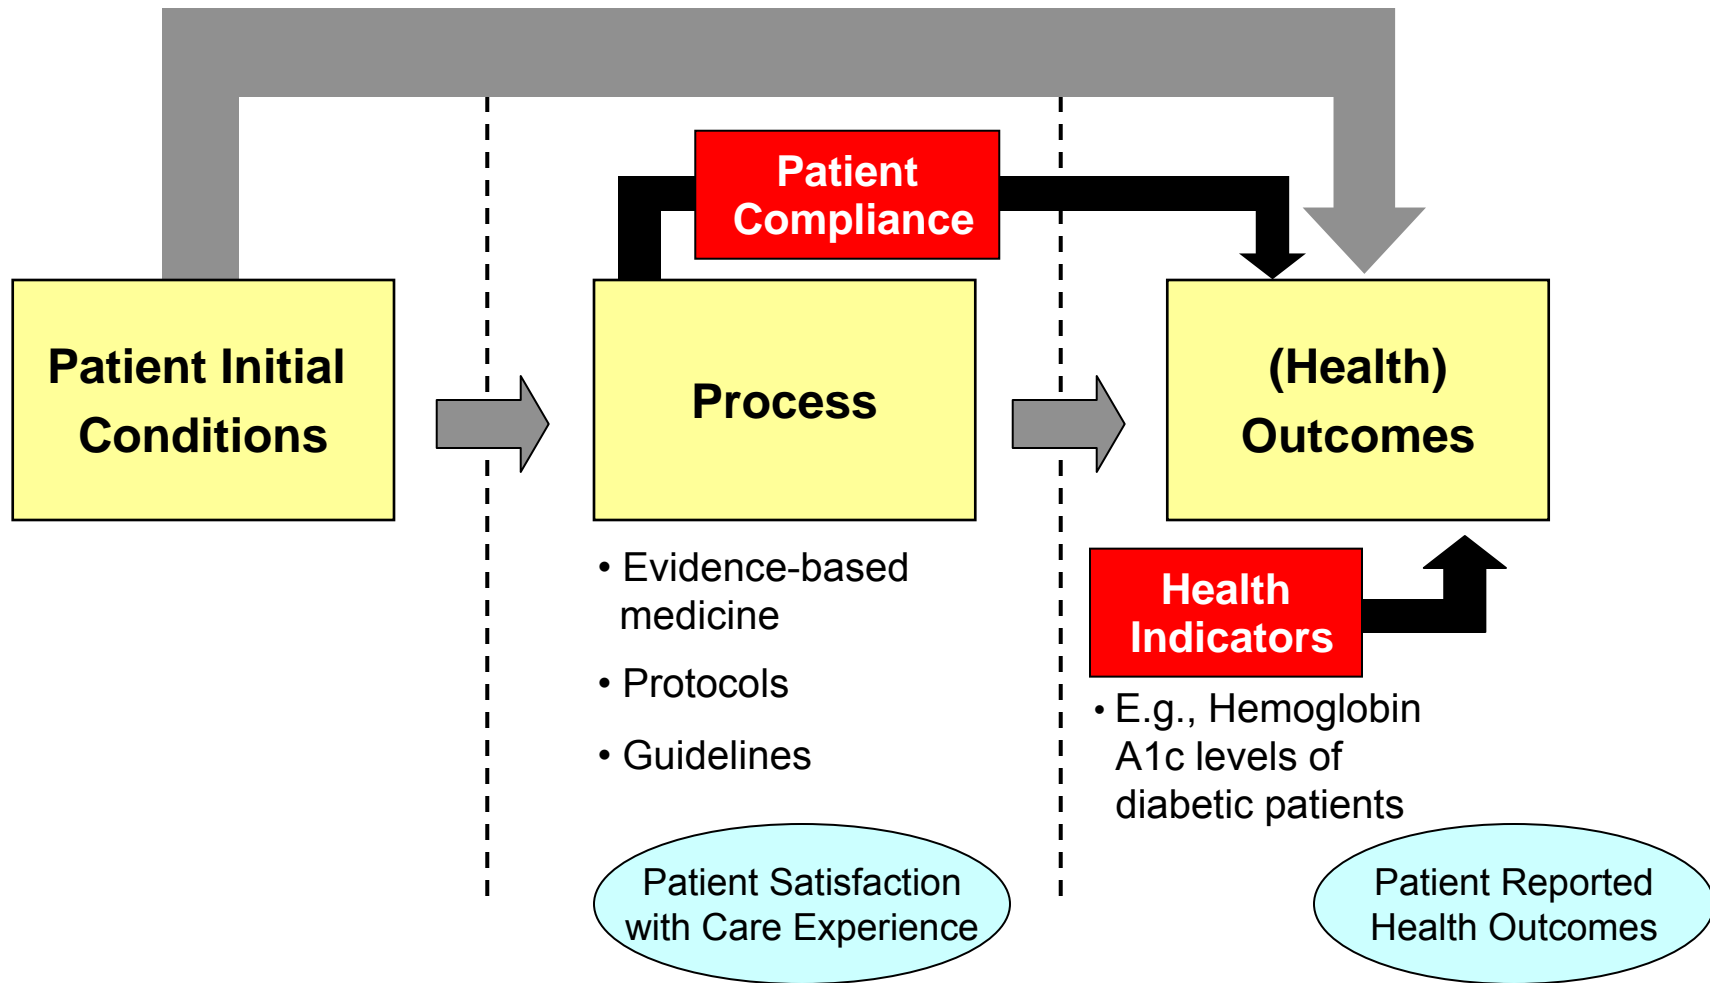 Patient
Compliance
Patient Initial
Conditions
Process
(Health)
Outcomes
• Evidence-based
medicine
• Protocols
• Guidelines
Health
Indicators
• E.g., Hemoglobin
A1c levels of
diabetic patients
Patient Satisfaction
with Care Experience
Patient Reported
Health Outcomes